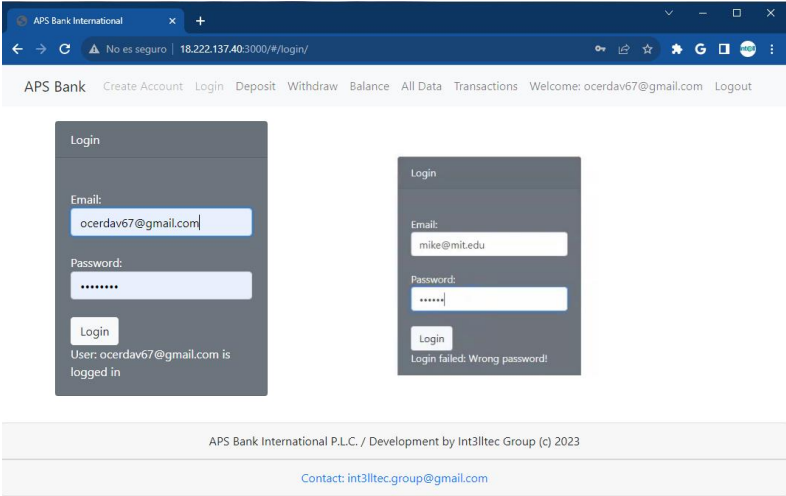 APS Bank International
No es seguro | 18.222.137.40:3000/#/login/
APS Bank Create Account Login Deposit Withdraw Balance All Data Transactions Welcome: ocerdav67@gmail.com Logout
Login
Email:
ocerdav67@gmail.com
Password:
••••••••
Login
User: ocerdav67@gmail.com is
logged in
Login
Email:
mike@mit.edu
Password:
••••••
Login
Login failed: Wrong password!
APS Bank International P.L.C. / Development by Int3lltec Group (c) 2023
Contact: int3lltec.group@gmail.com